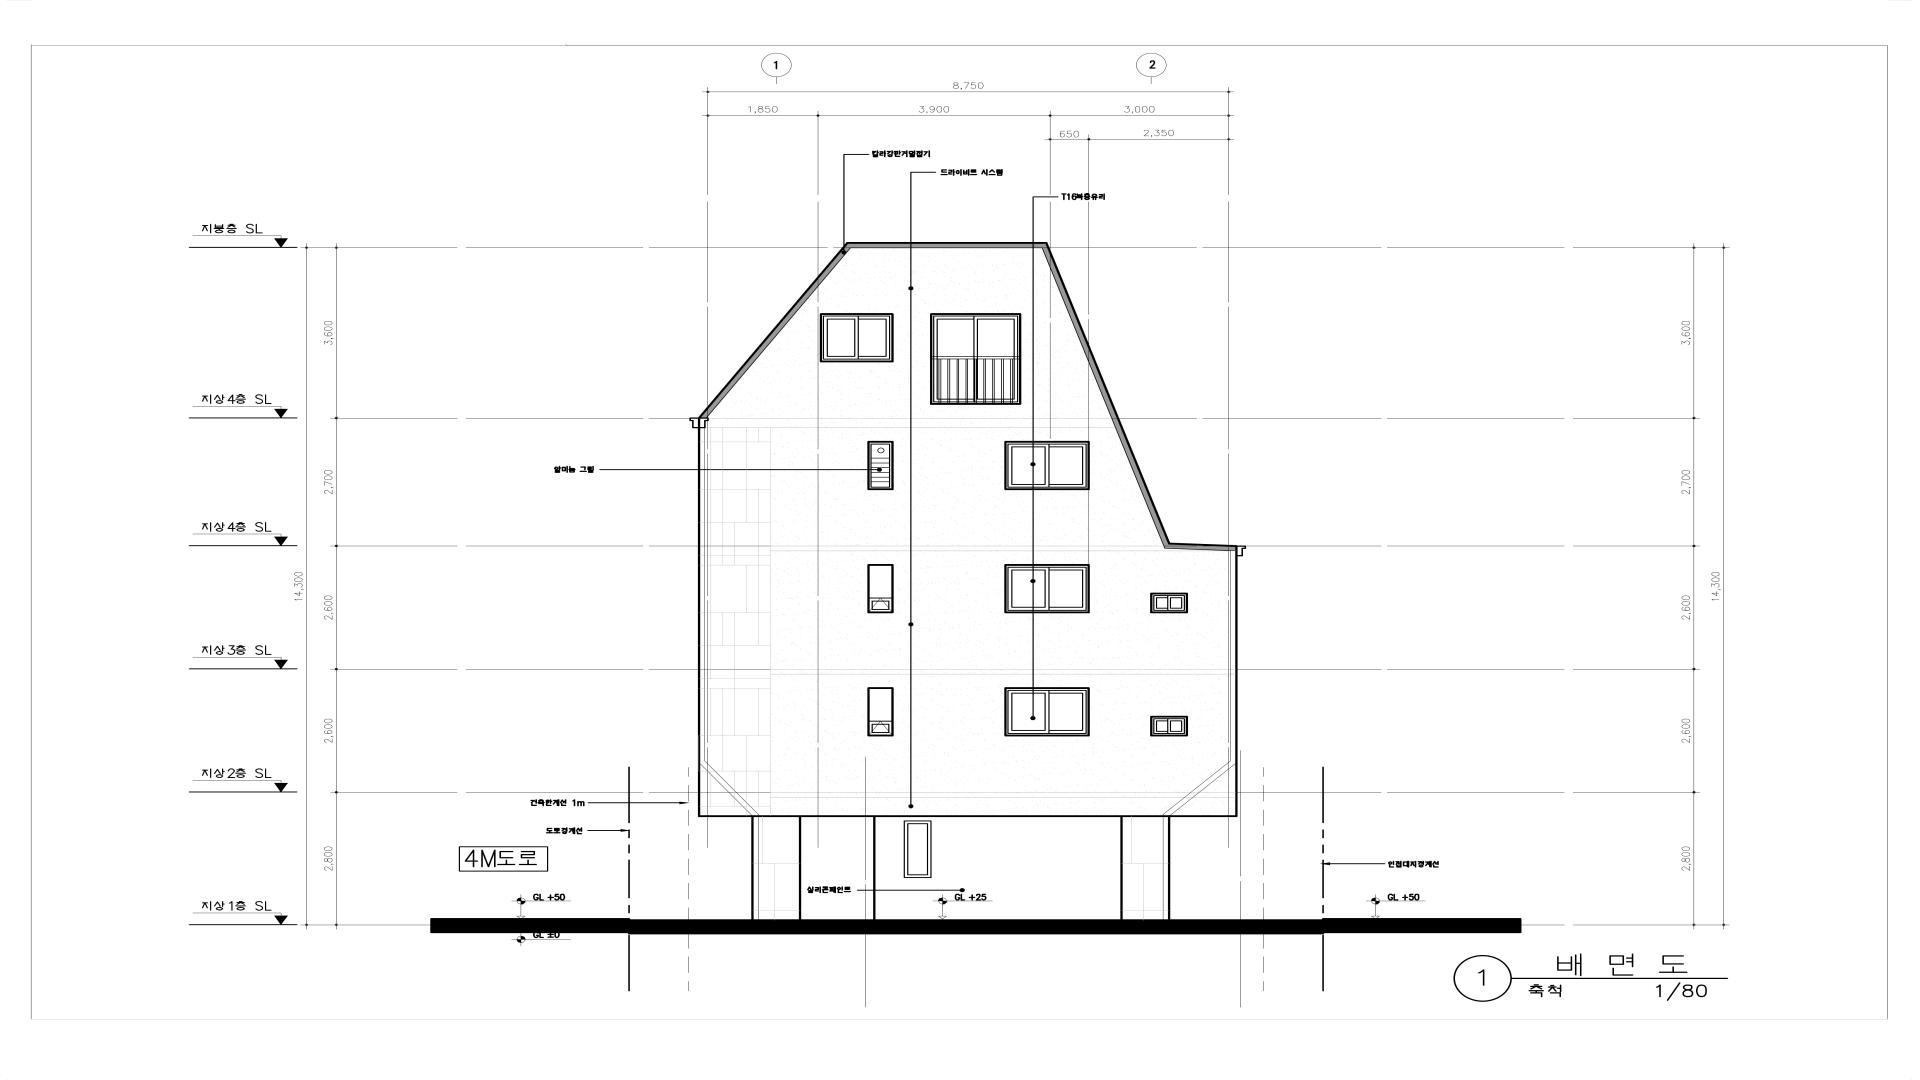 1
2
8,750
1,850
3,900
3,000
650
2,350
칼라강판거멀접기
드라이비트 시스템
T16복층유리
지붕층 SL
3,600
3,600
지상4층 SL
알미늄 그릴
2,700
2,700
지상4층 SL
14,300
2,600
2,600
14,300
지상3층 SL
2,600
2,600
지상2층 SL
건축한계선 1m
도로경계선
4M도로
2,800
2,800
인접대지경계선
실리콘페인트
지상1층 SL
GL +50
GL +25
GL +50
GL ±0
1
배 면 도
축척 1/80